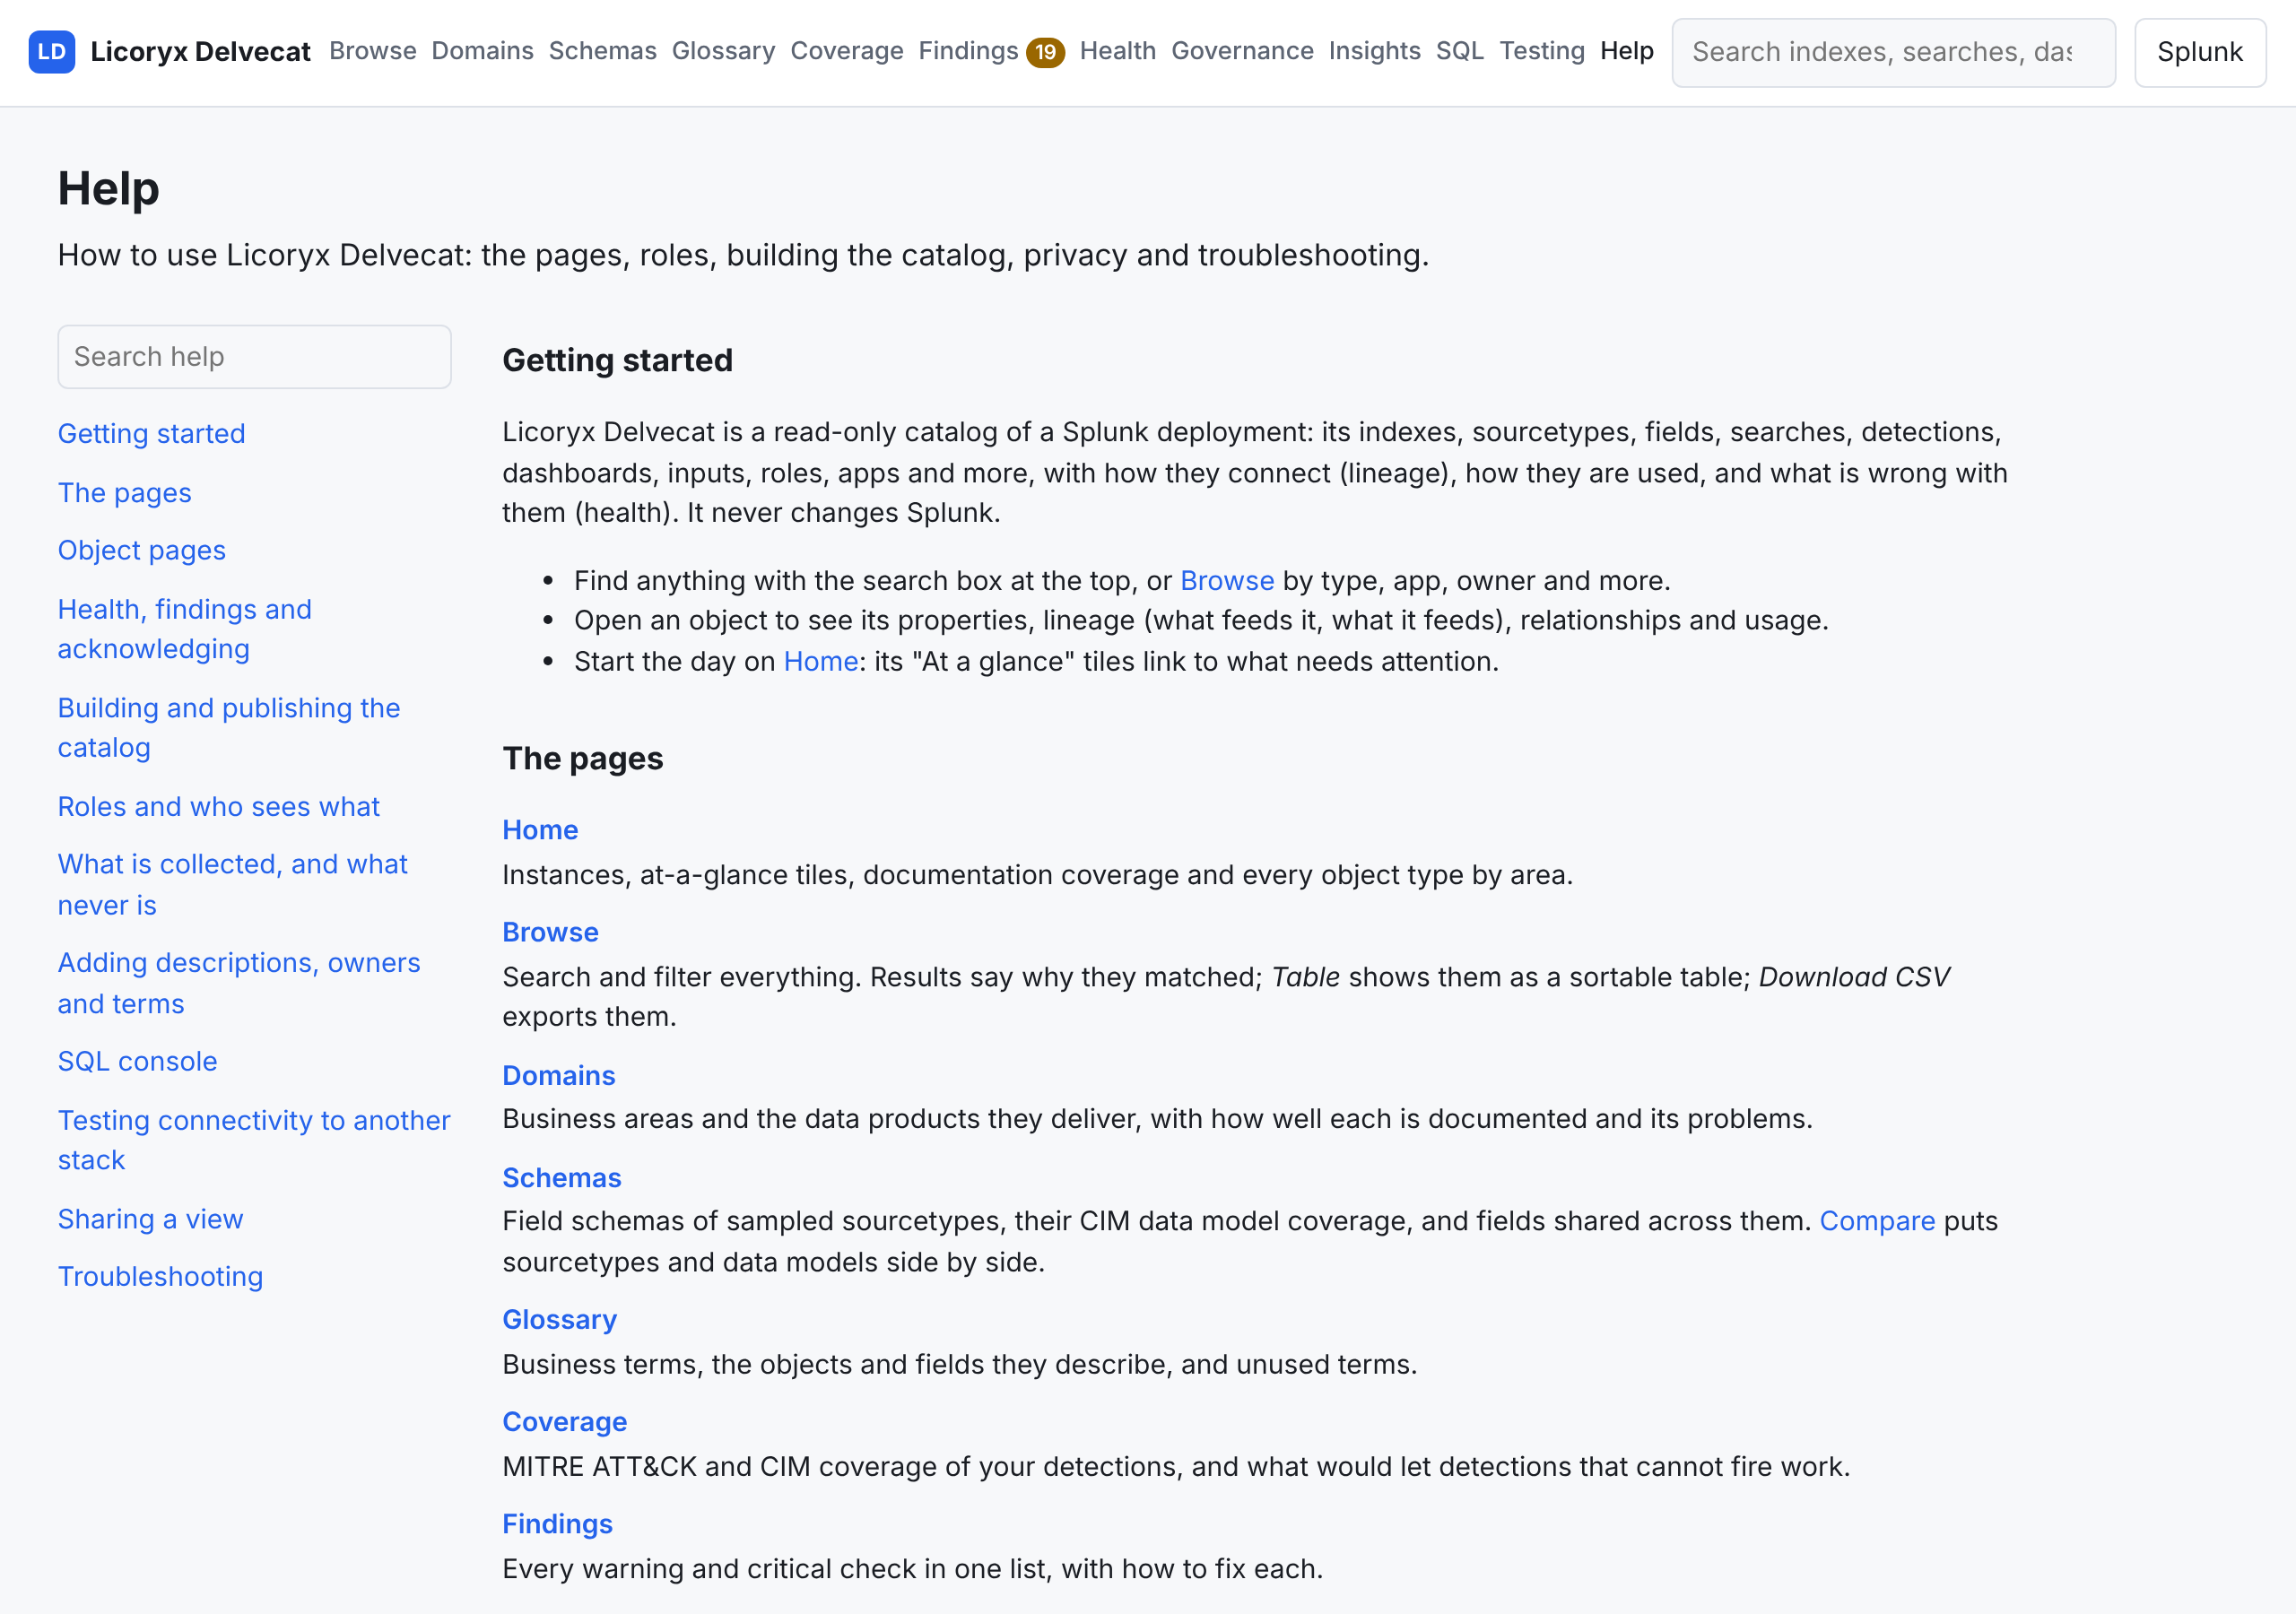 LD Licoryx Delvecat Browse Domains Schemas Glossary Coverage Findings 19 Health Governance Insights SQL Testing Help Search indexes, searches, das Splunk
Help
How to use Licoryx Delvecat: the pages, roles, building the catalog, privacy and troubleshooting.
Search help
Getting started
The pages
Object pages
Health, findings and
acknowledging
Building and publishing the
catalog
Roles and who sees what
What is collected, and what
never is
Adding descriptions, owners
and terms
SQL console
Testing connectivity to another
stack
Sharing a view
Troubleshooting
Getting started
Licoryx Delvecat is a read-only catalog of a Splunk deployment: its indexes, sourcetypes, fields, searches, detections,
dashboards, inputs, roles, apps and more, with how they connect (lineage), how they are used, and what is wrong with
them (health). It never changes Splunk.
• Find anything with the search box at the top, or Browse by type, app, owner and more.
• Open an object to see its properties, lineage (what feeds it, what it feeds), relationships and usage.
• Start the day on Home: its "At a glance" tiles link to what needs attention.
The pages
Home
Instances, at-a-glance tiles, documentation coverage and every object type by area.
Browse
Search and filter everything. Results say why they matched; Table shows them as a sortable table; Download CSV
exports them.
Domains
Business areas and the data products they deliver, with how well each is documented and its problems.
Schemas
Field schemas of sampled sourcetypes, their CIM data model coverage, and fields shared across them. Compare puts
sourcetypes and data models side by side.
Glossary
Business terms, the objects and fields they describe, and unused terms.
Coverage
MITRE ATT&CK and CIM coverage of your detections, and what would let detections that cannot fire work.
Findings
Every warning and critical check in one list, with how to fix each.